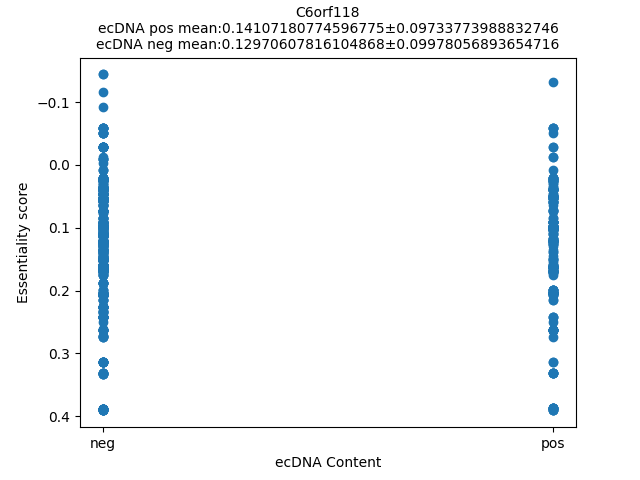 C6orf118
ecDNA pos mean:0.14107180774596775±0.09733773988832746
ecDNA neg mean:0.12970607816104868±0.09978056893654716
−0.1
0.0
0.1
0.2
0.3
0.4
Essentiality score
neg
pos
ecDNA Content